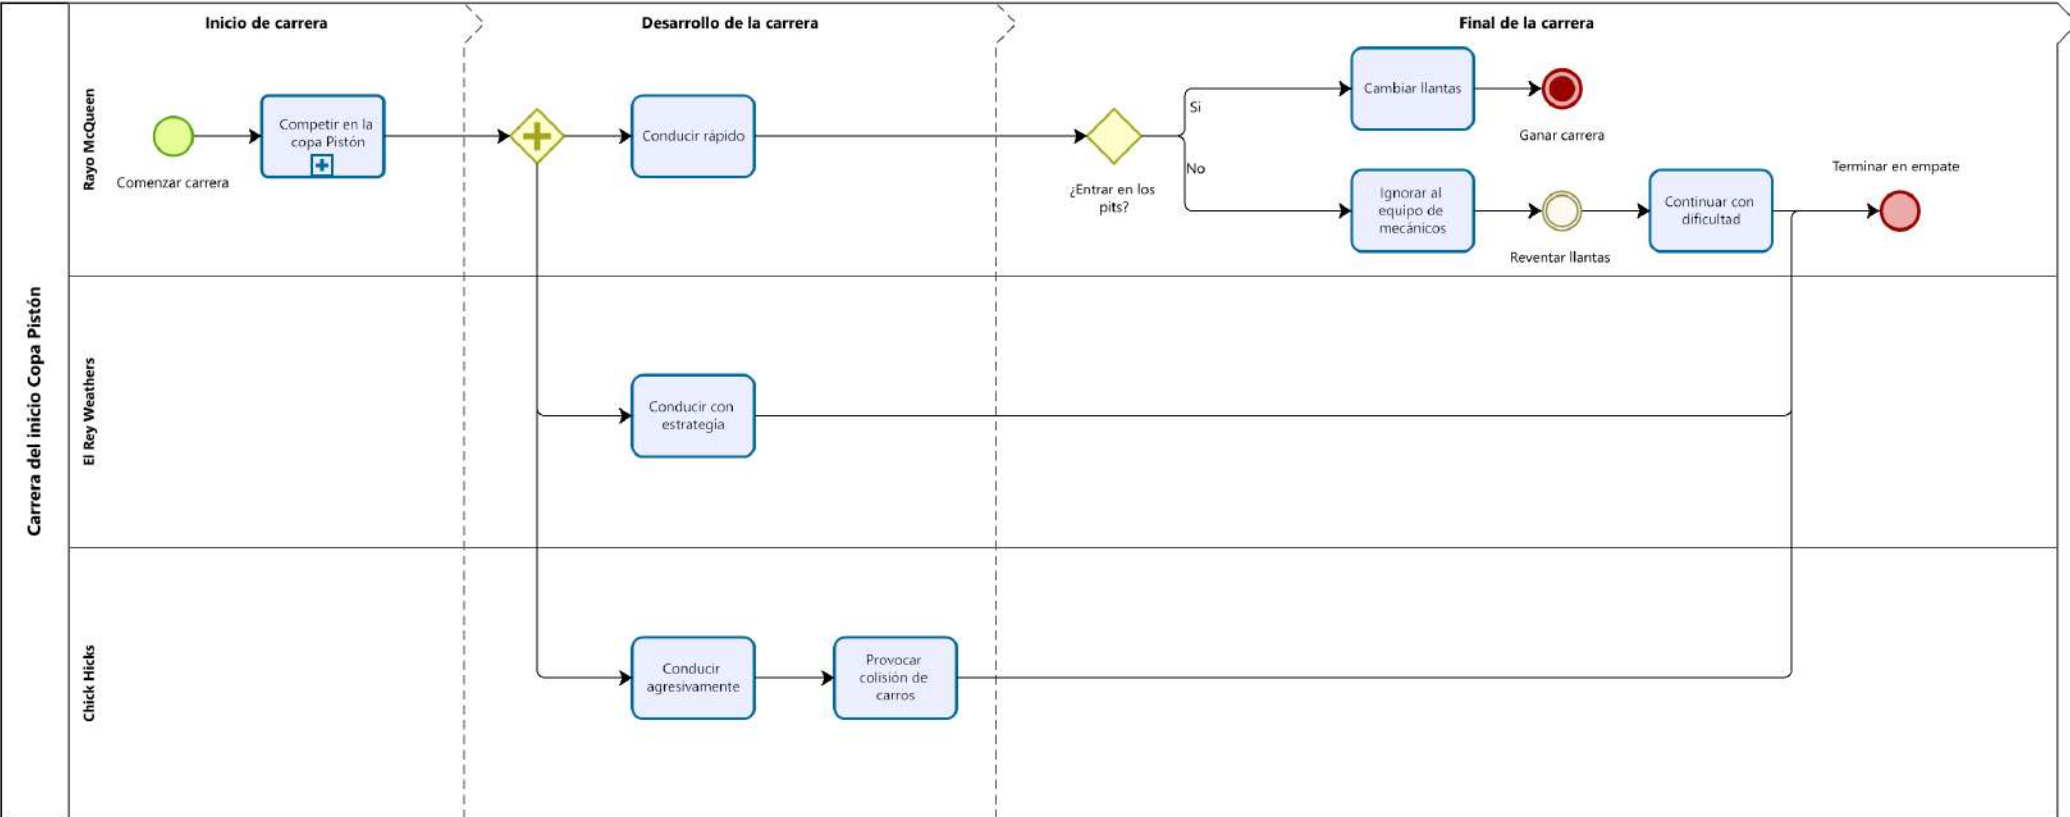 Inicio de carrera
Desarrollo de la carrera
Final de la carrera
Carrera del inicio Copa Pistón
Rayo McQueen
Comenzar carrera
Competir en la
copa Pistón
Conducir rápido
¿Entrar en los
pits?
Si
No
Cambiar llantas
Ganar carrera
Ignorar al
equipo de
mecánicos
Reventar llantas
Continuar con
dificultad
Terminar en empate
El Rey Weathers
Conducir con
estrategia
Chick Hicks
Conducir
agresivamente
Provocar
colisión de
carros